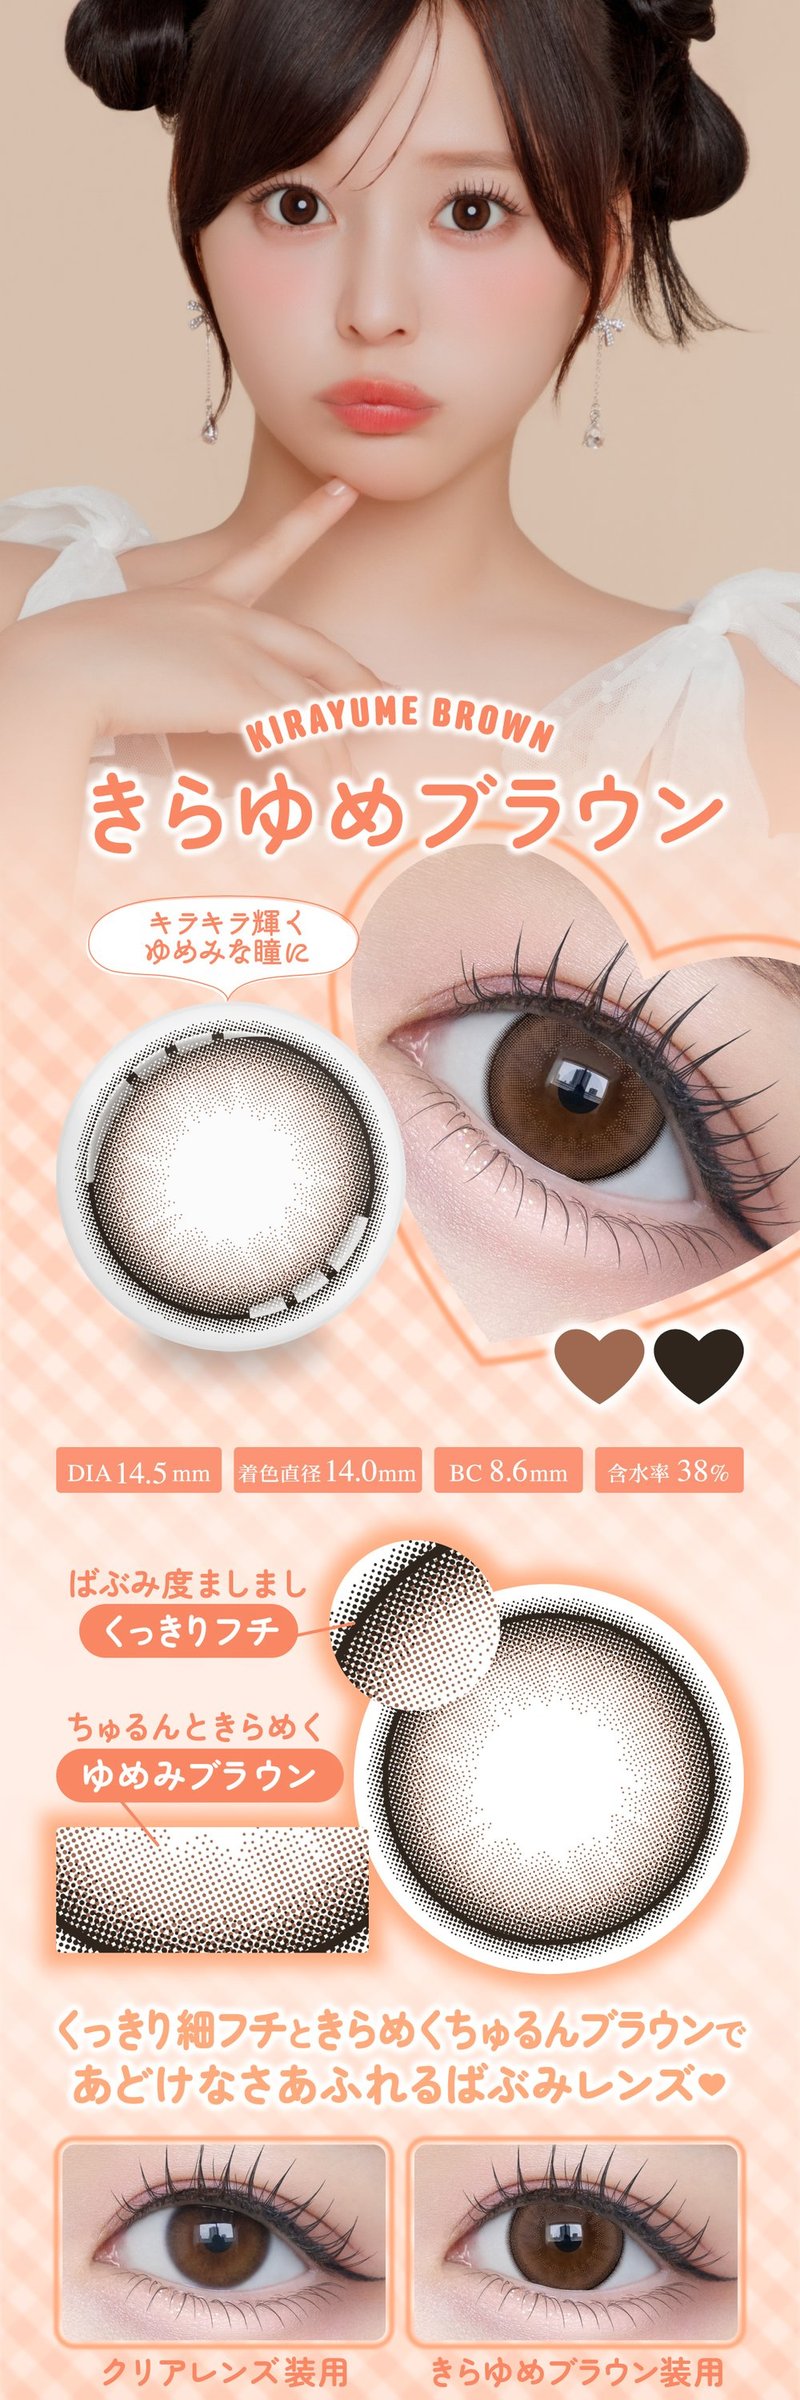 KIRAYUME BROWN
きらゆめブラウン
キラキラ輝く
ゆめみな瞳に
DIA 14.5 mm
着色直径 14.0mm
BC 8.6mm
含水率 38%
ばぶみ度ましまし
くっきりフチ
ちゅるんときらめく
ゆめみブラウン
くっきり細フチときらめくちゅるんブラウンで
あどけなさあふれるばぶみレンズ♥
クリアレンズ装用
きらゆめブラウン装用